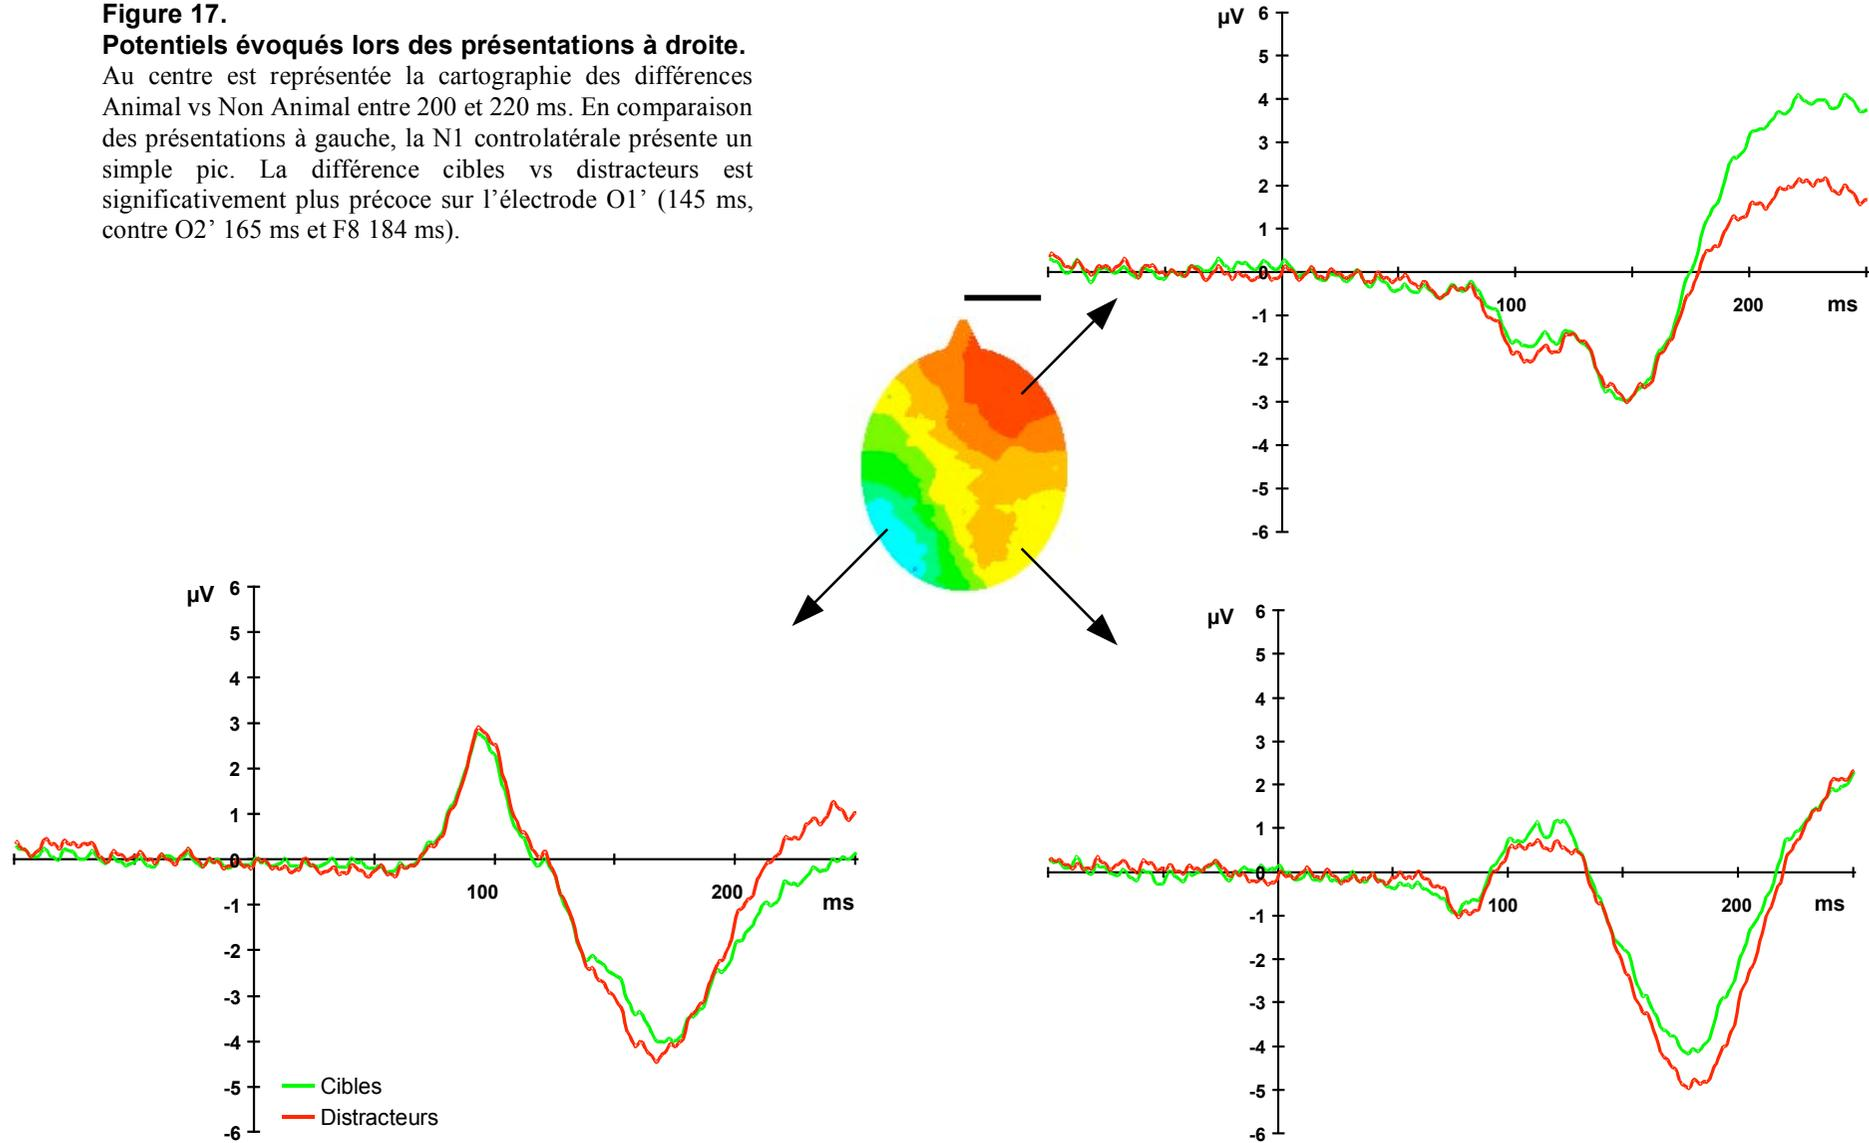 Figure 17.
Potentiels évoqués lors des présentations à droite.
Au centre est représentée la cartographie des différences
Animal vs Non Animal entre 200 et 220 ms. En comparaison
des présentations à gauche, la N1 controlatérale présente un
simple pic. La différence cibles vs distracteurs est
significativement plus précoce sur l’électrode O1’ (145 ms,
contre O2’ 165 ms et F8 184 ms).
µV
6
5
4
3
2
1
0
-1
-2
-3
-4
-5
-6
100
200
ms
µV
6
5
4
3
2
1
0
-1
-2
-3
-4
-5
-6
100
200
ms
Cibles
Distracteurs
µV
6
5
4
3
2
1
0
-1
-2
-3
-4
-5
-6
100
200
ms